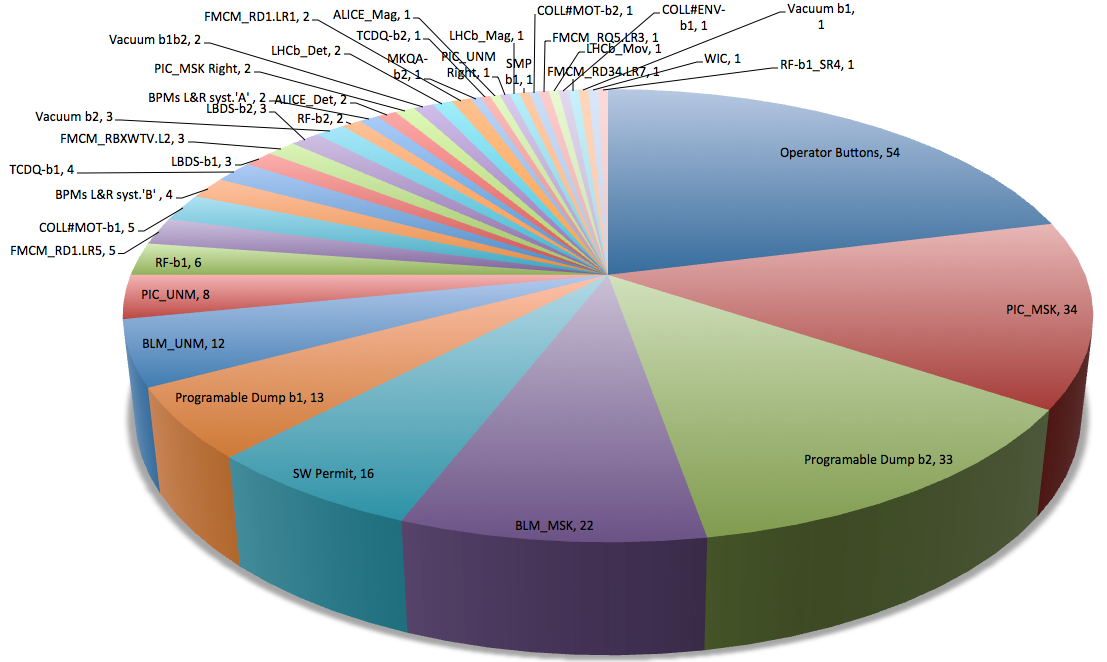 COLL#MOT-b2, 1
COLL#ENV-
b1, 1
Vacuum b1,
1
ALICE_Mag, 1
FMCM_RD1.LR1, 2
TCDQ-b2, 1
LHCb_Mag, 1
FMCM_RQ5.LR3, 1
Vacuum b1b2, 2
LHCb_Det, 2
MKQA-
b2, 1
PIC_UNM
Right, 1
SMP
b1, 1
LHCb_Mov, 1
WIC, 1
RF-b1_SR4, 1
PIC_MSK Right, 2
FMCM_RD34.LR7, 1
BPMs L&R syst.'A' , 2
ALICE_Det, 2
LBDS-b2, 3
Vacuum b2, 3
RF-b2, 2
FMCM_RBXWTV.L2, 3
Operator Buttons, 54
LBDS-b1, 3
TCDQ-b1, 4
BPMs L&R syst.'B' , 4
COLL#MOT-b1, 5
FMCM_RD1.LR5, 5
RF-b1, 6
PIC_UNM, 8
PIC_MSK, 34
BLM_UNM, 12
Programable Dump b1, 13
Programable Dump b2, 33
SW Permit, 16
BLM_MSK, 22